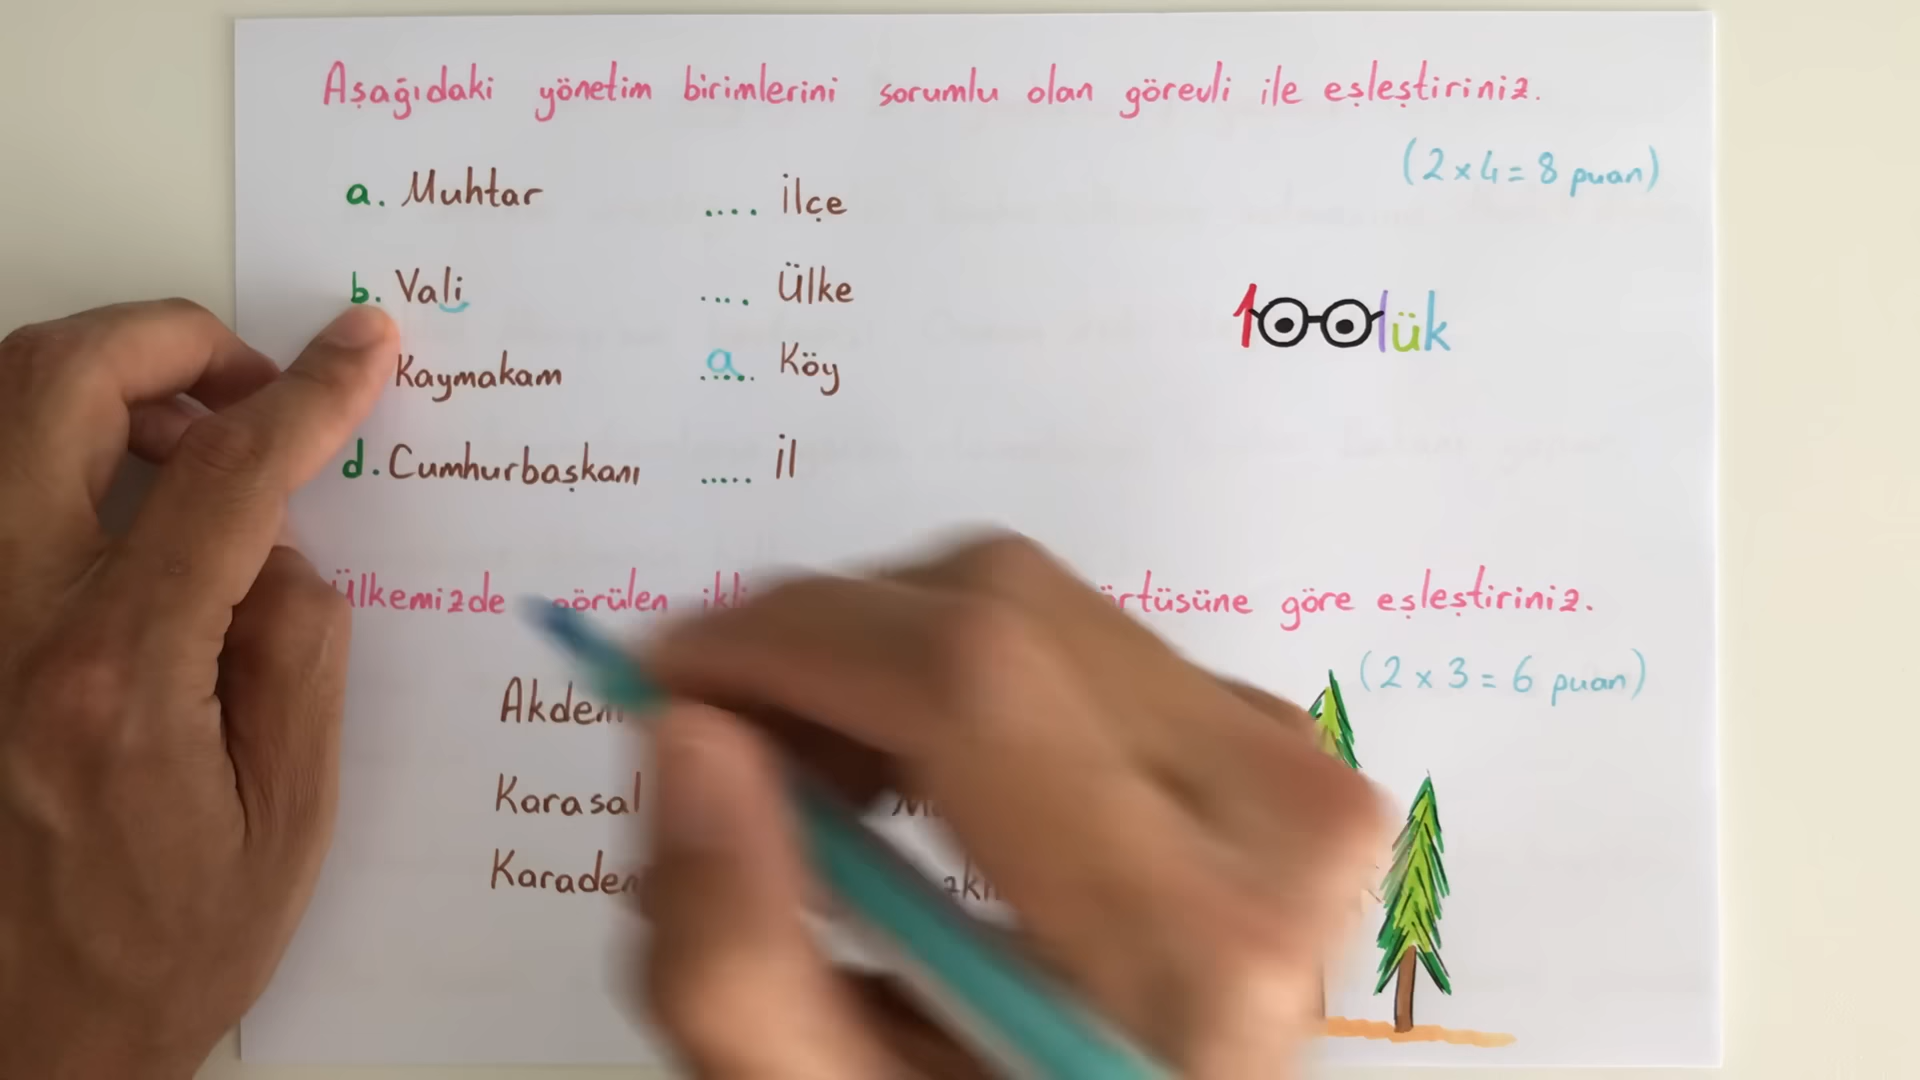 Aşağıdaki yönetim birimlerini sorumlu olan görevli ile eşleştiriniz.
(2 x 4 = 8 puan)
a. Muhtar .... İlçe
b. Vali .... Ülke
Kaymakam ..a.. Köy
d. Cumhurbaşkanı ..... İl
100lük
Ülkemizde görülen göre eşleştiriniz.
(2 x 3 = 6 puan)
Karasal